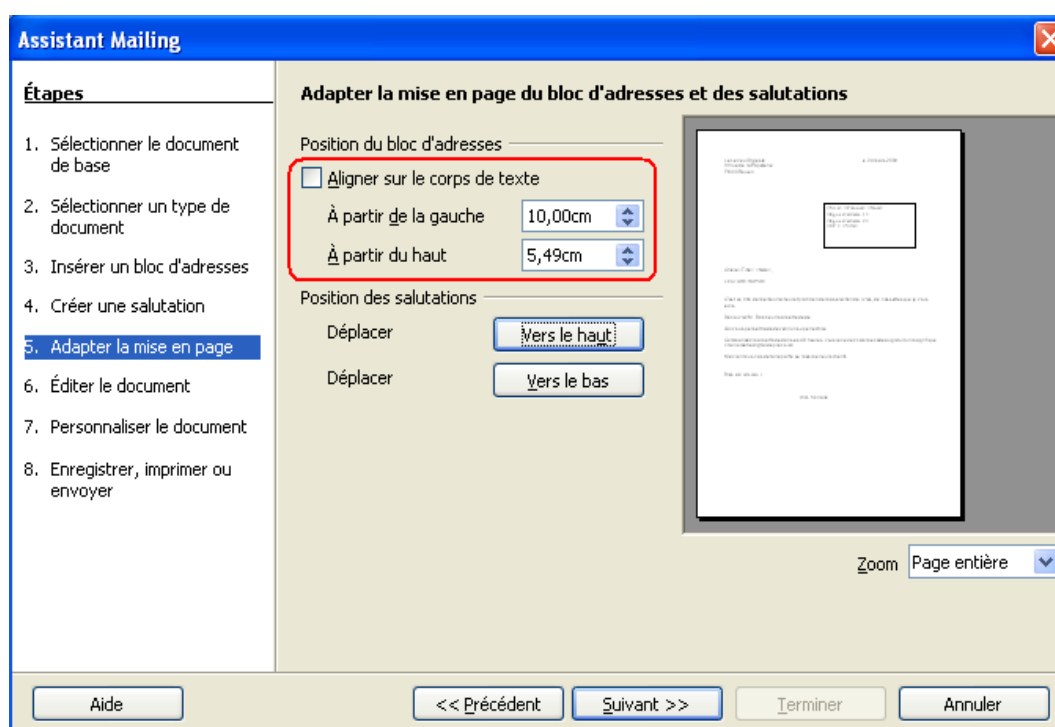 Assistant Mailing
Étapes
1. Sélectionner le document
de base
2. Sélectionner un type de
document
3. Insérer un bloc d'adresses
4. Créer une salutation
5. Adapter la mise en page
6. Éditer le document
7. Personnaliser le document
8. Enregistrer, imprimer ou
envoyer
Adapter la mise en page du bloc d'adresses et des salutations
Position du bloc d'adresses
Aligner sur le corps de texte
À partir de la gauche 10,00cm
À partir du haut 5,49cm
Position des salutations
Déplacer Vers le haut
Déplacer Vers le bas
Zoom Page entière
Aide << Précédent Suivant >> Terminer Annuler